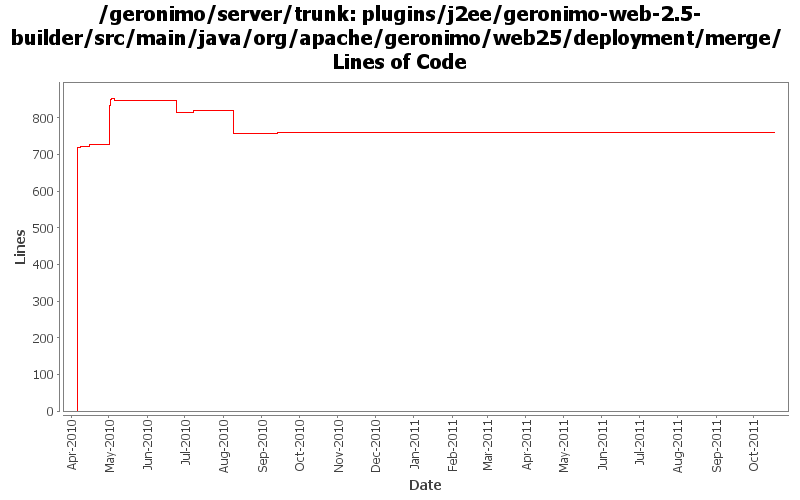 /geronimo/server/trunk: plugins/j2ee/geronimo-web-2.5-
builder/src/main/java/org/apache/geronimo/web25/deployment/merge/
Lines of Code
Lines
800
700
600
500
400
300
200
100
0
Apr-2010
May-2010
Jun-2010
Jul-2010
Aug-2010
Sep-2010
Oct-2010
Nov-2010
Dec-2010
Jan-2011
Feb-2011
Mar-2011
Apr-2011
May-2011
Jun-2011
Jul-2011
Aug-2011
Sep-2011
Oct-2011
Date